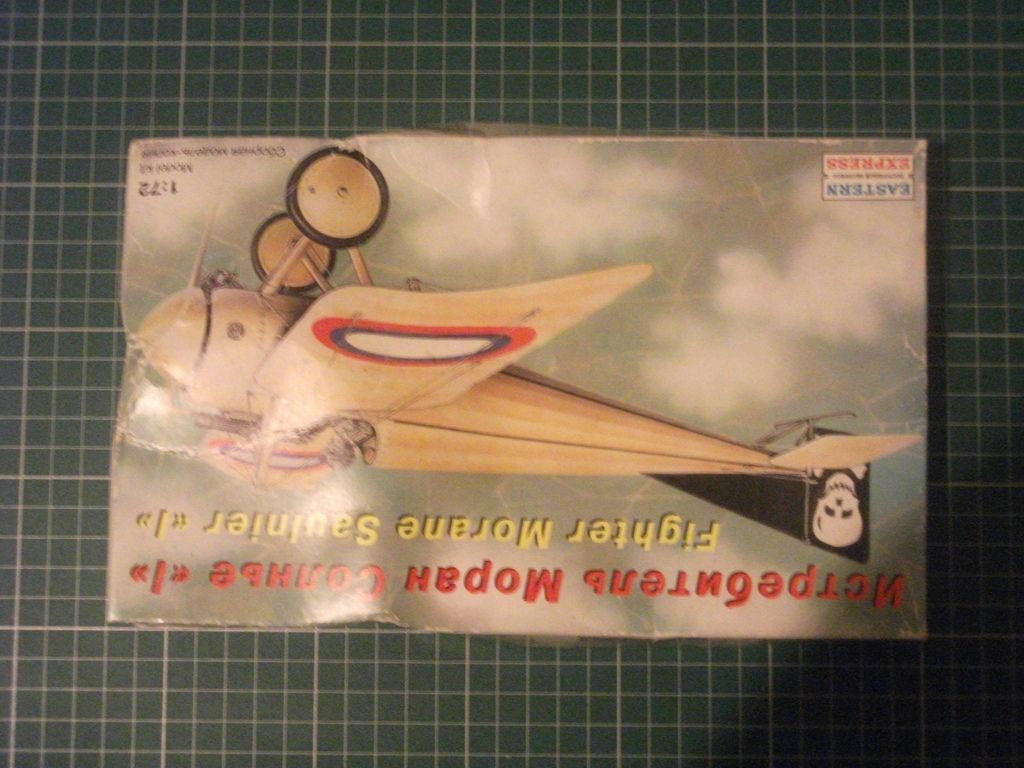 Истребитель Моран Солнье «I»
Fighter Morane Saulnier «I»
EASTERN
EXPRESS
1:72
Model kit
Сборная модель-копия